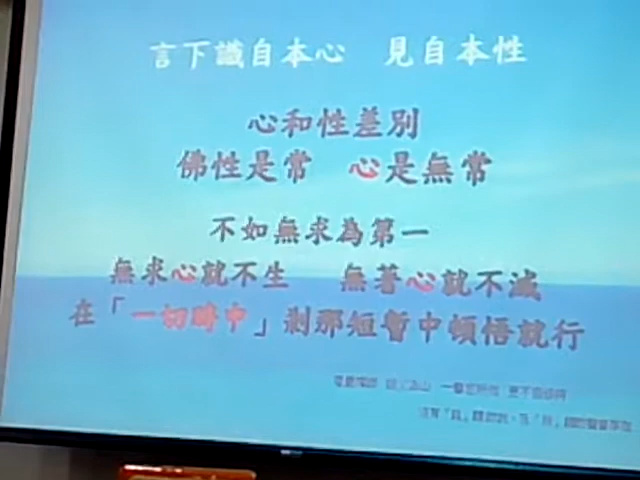 言下識自本心 見自本性
心和性差別
佛性是常 心是無常
不如無求為第一
無求心就不生 無著心就不滅
在「一切時中」剎那短暫中頓悟就行